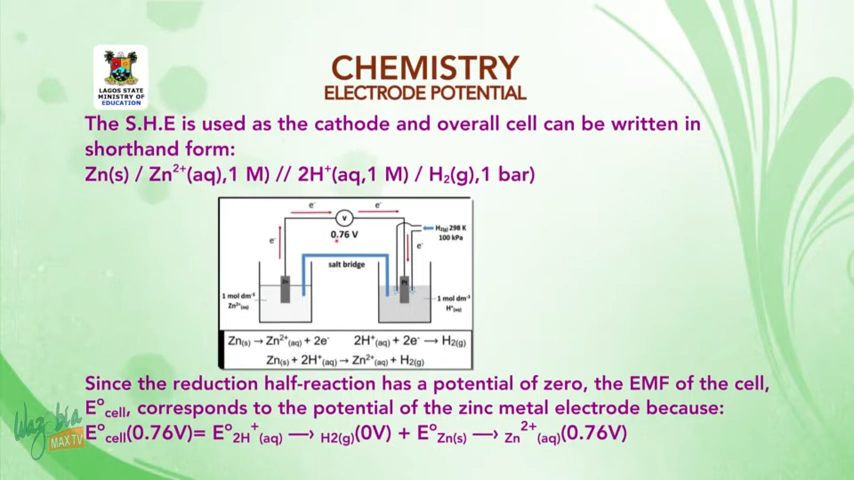 LAGOS STATE
MINISTRY OF
EDUCATION
CHEMISTRY
ELECTRODE POTENTIAL
The S.H.E is used as the cathode and overall cell can be written in
shorthand form:
Zn(s) / Zn²⁺(aq),1 M) // 2H⁺(aq,1 M) / H₂(g),1 bar)
e⁻ e⁻
V
0.76 V
H₂(g) 298 K
100 kPa
e⁻ e⁻
salt bridge
1 mol dm⁻³
Zn²⁺(aq)
1 mol dm⁻³
H⁺(aq)
Zn(s) → Zn²⁺(aq) + 2e⁻ 2H⁺(aq) + 2e⁻ → H₂(g)
Zn(s) + 2H⁺(aq) → Zn²⁺(aq) + H₂(g)
Since the reduction half-reaction has a potential of zero, the EMF of the cell,
E°cell, corresponds to the potential of the zinc metal electrode because:
E°cell(0.76V)= E°2H⁺(aq) → H2(g)(0V) + E°Zn(s) → Zn²⁺(aq)(0.76V)
Wazobia
MAX TV